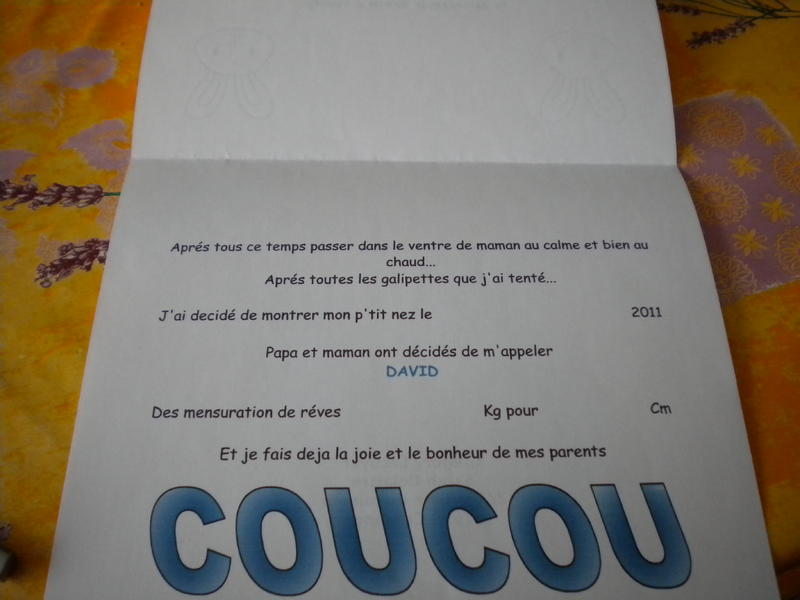 Aprés tous ce temps passer dans le ventre de maman au calme et bien au
chaud...
Aprés toutes les galipettes que j'ai tenté...
J'ai decidé de montrer mon p'tit nez le 2011
Papa et maman ont décidés de m'appeler
DAVID
Des mensuration de réves Kg pour Cm
Et je fais deja la joie et le bonheur de mes parents
COUCOU